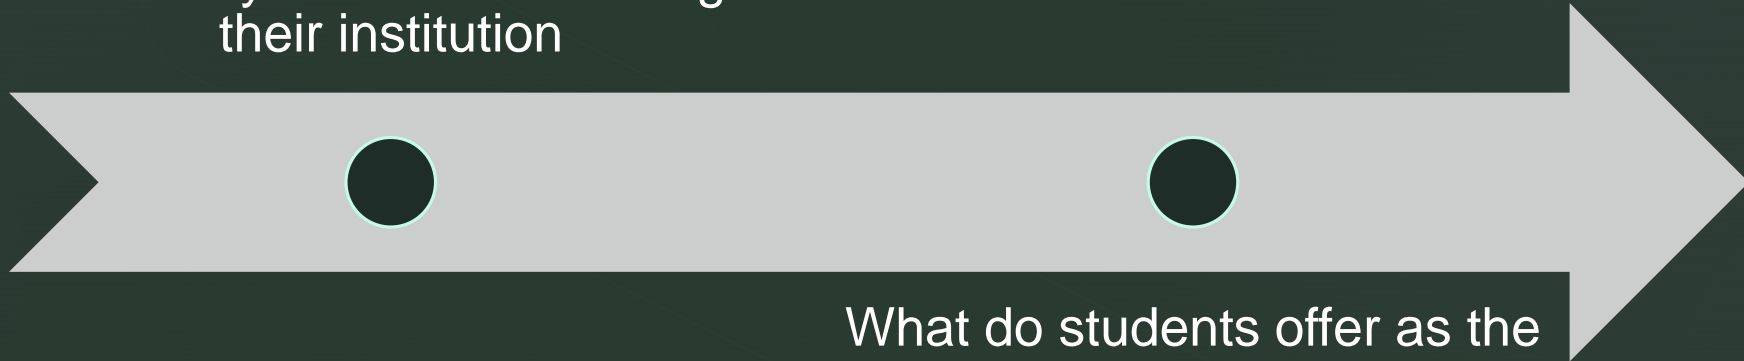 their institution
What do students offer as the